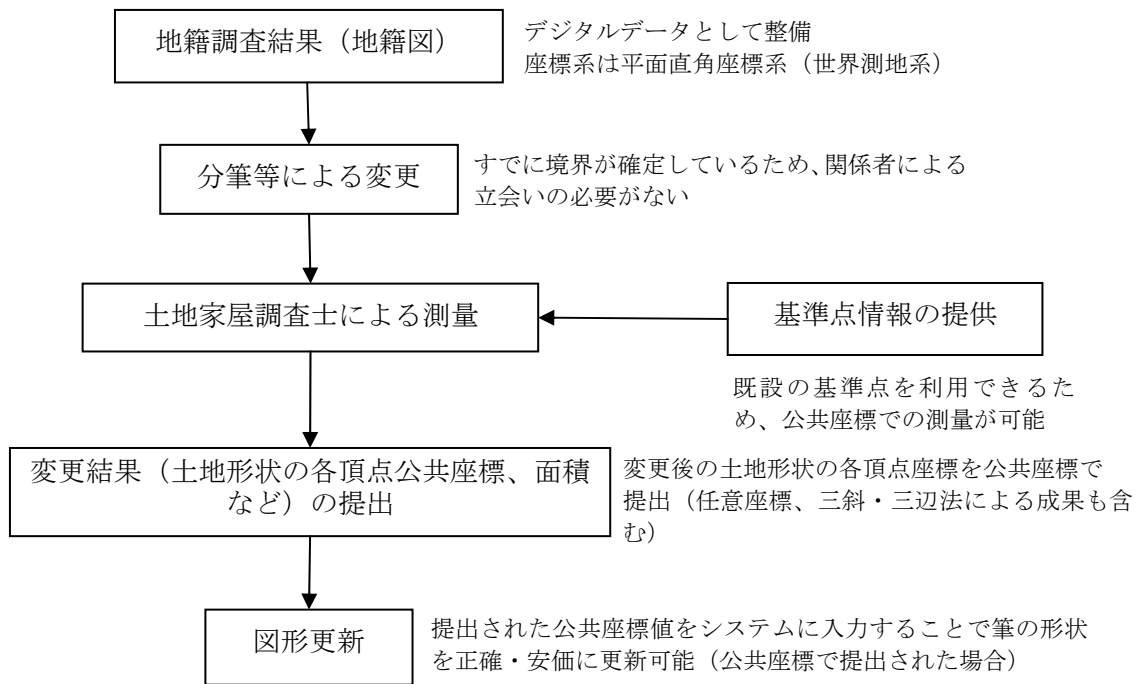 地籍調査結果（地籍図）
デジタルデータとして整備
座標系は平面直角座標系（世界測地系）
分筆等による変更
すでに境界が確定しているため、関係者による
立会いの必要がない
土地家屋調査士による測量
基準点情報の提供
既設の基準点を利用できるた
め、公共座標での測量が可能
変更結果（土地形状の各頂点公共座標、面積
など）の提出
変更後の土地形状の各頂点座標を公共座標で
提出（任意座標、三斜・三辺法による成果も含
む）
図形更新
提出された公共座標値をシステムに入力することで筆の形状
を正確・安価に更新可能（公共座標で提出された場合）